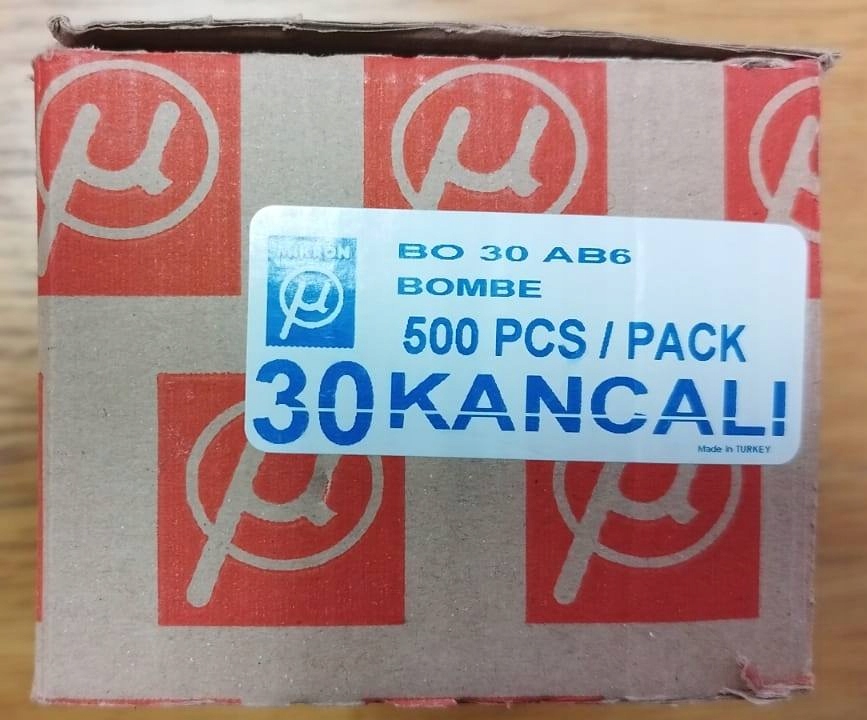 MIKRON
µ
BO 30 AB6
BOMBE
500 PCS / PACK
30 KANCALI
Made in TURKEY